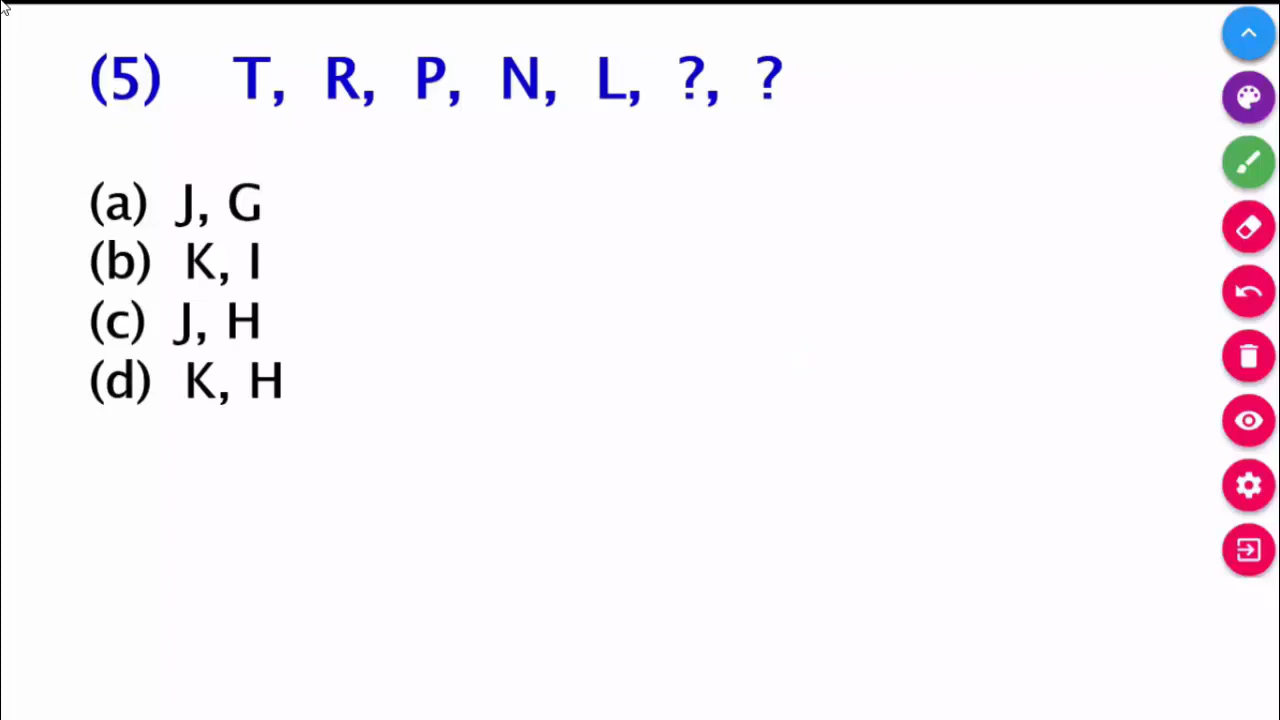 (5) T, R, P, N, L, ?, ?
(a) J, G
(b) K, I
(c) J, H
(d) K, H